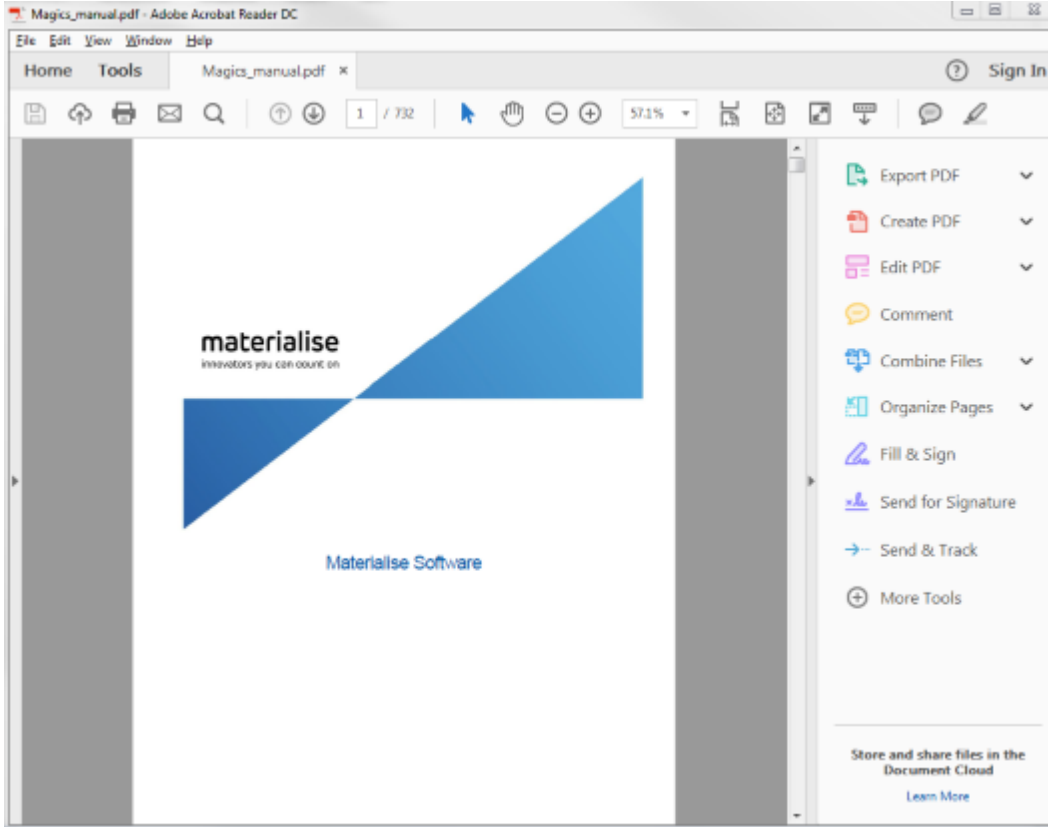 Magics_manual.pdf - Adobe Acrobat Reader DC
File Edit View Window Help
Home Tools Magics_manual.pdf × ? Sign In
1 / 732 57.1%
Export PDF
Create PDF
Edit PDF
Comment
Combine Files
Organize Pages
Fill & Sign
Send for Signature
Send & Track
More Tools
materialise
innovators you can count on
Materialise Software
Store and share files in the
Document Cloud
Learn More